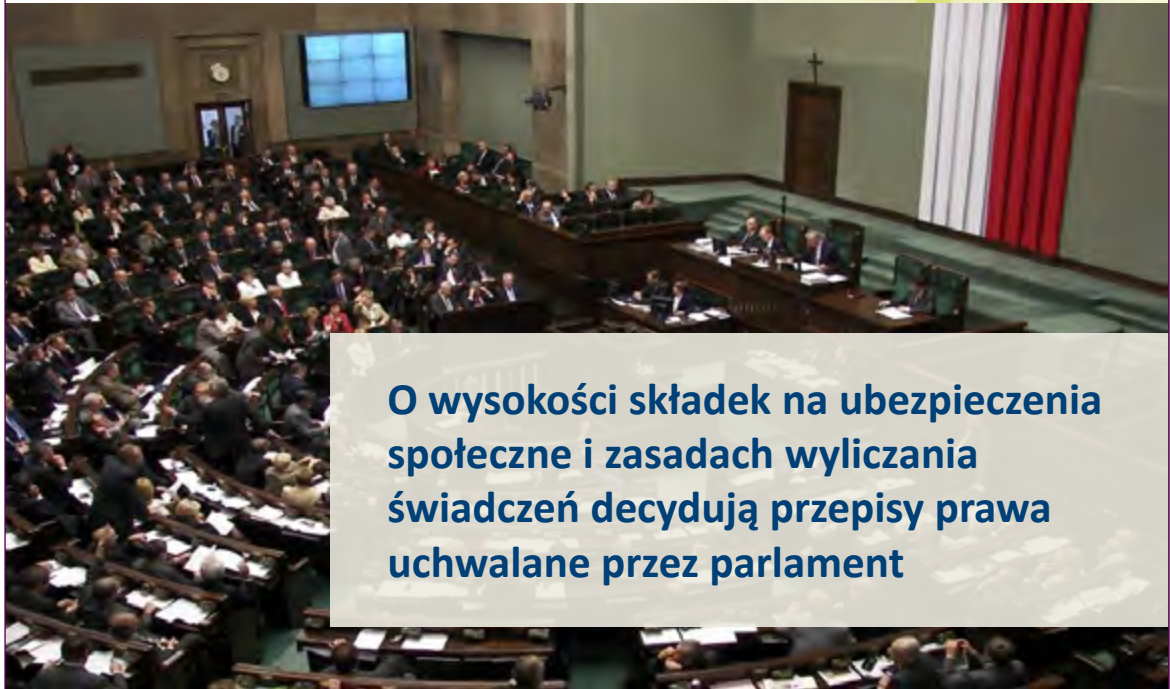 O wysokości składek na ubezpieczenia
społeczne i zasadach wyliczania
świadczeń decydują przepisy prawa
uchwalane przez parlament